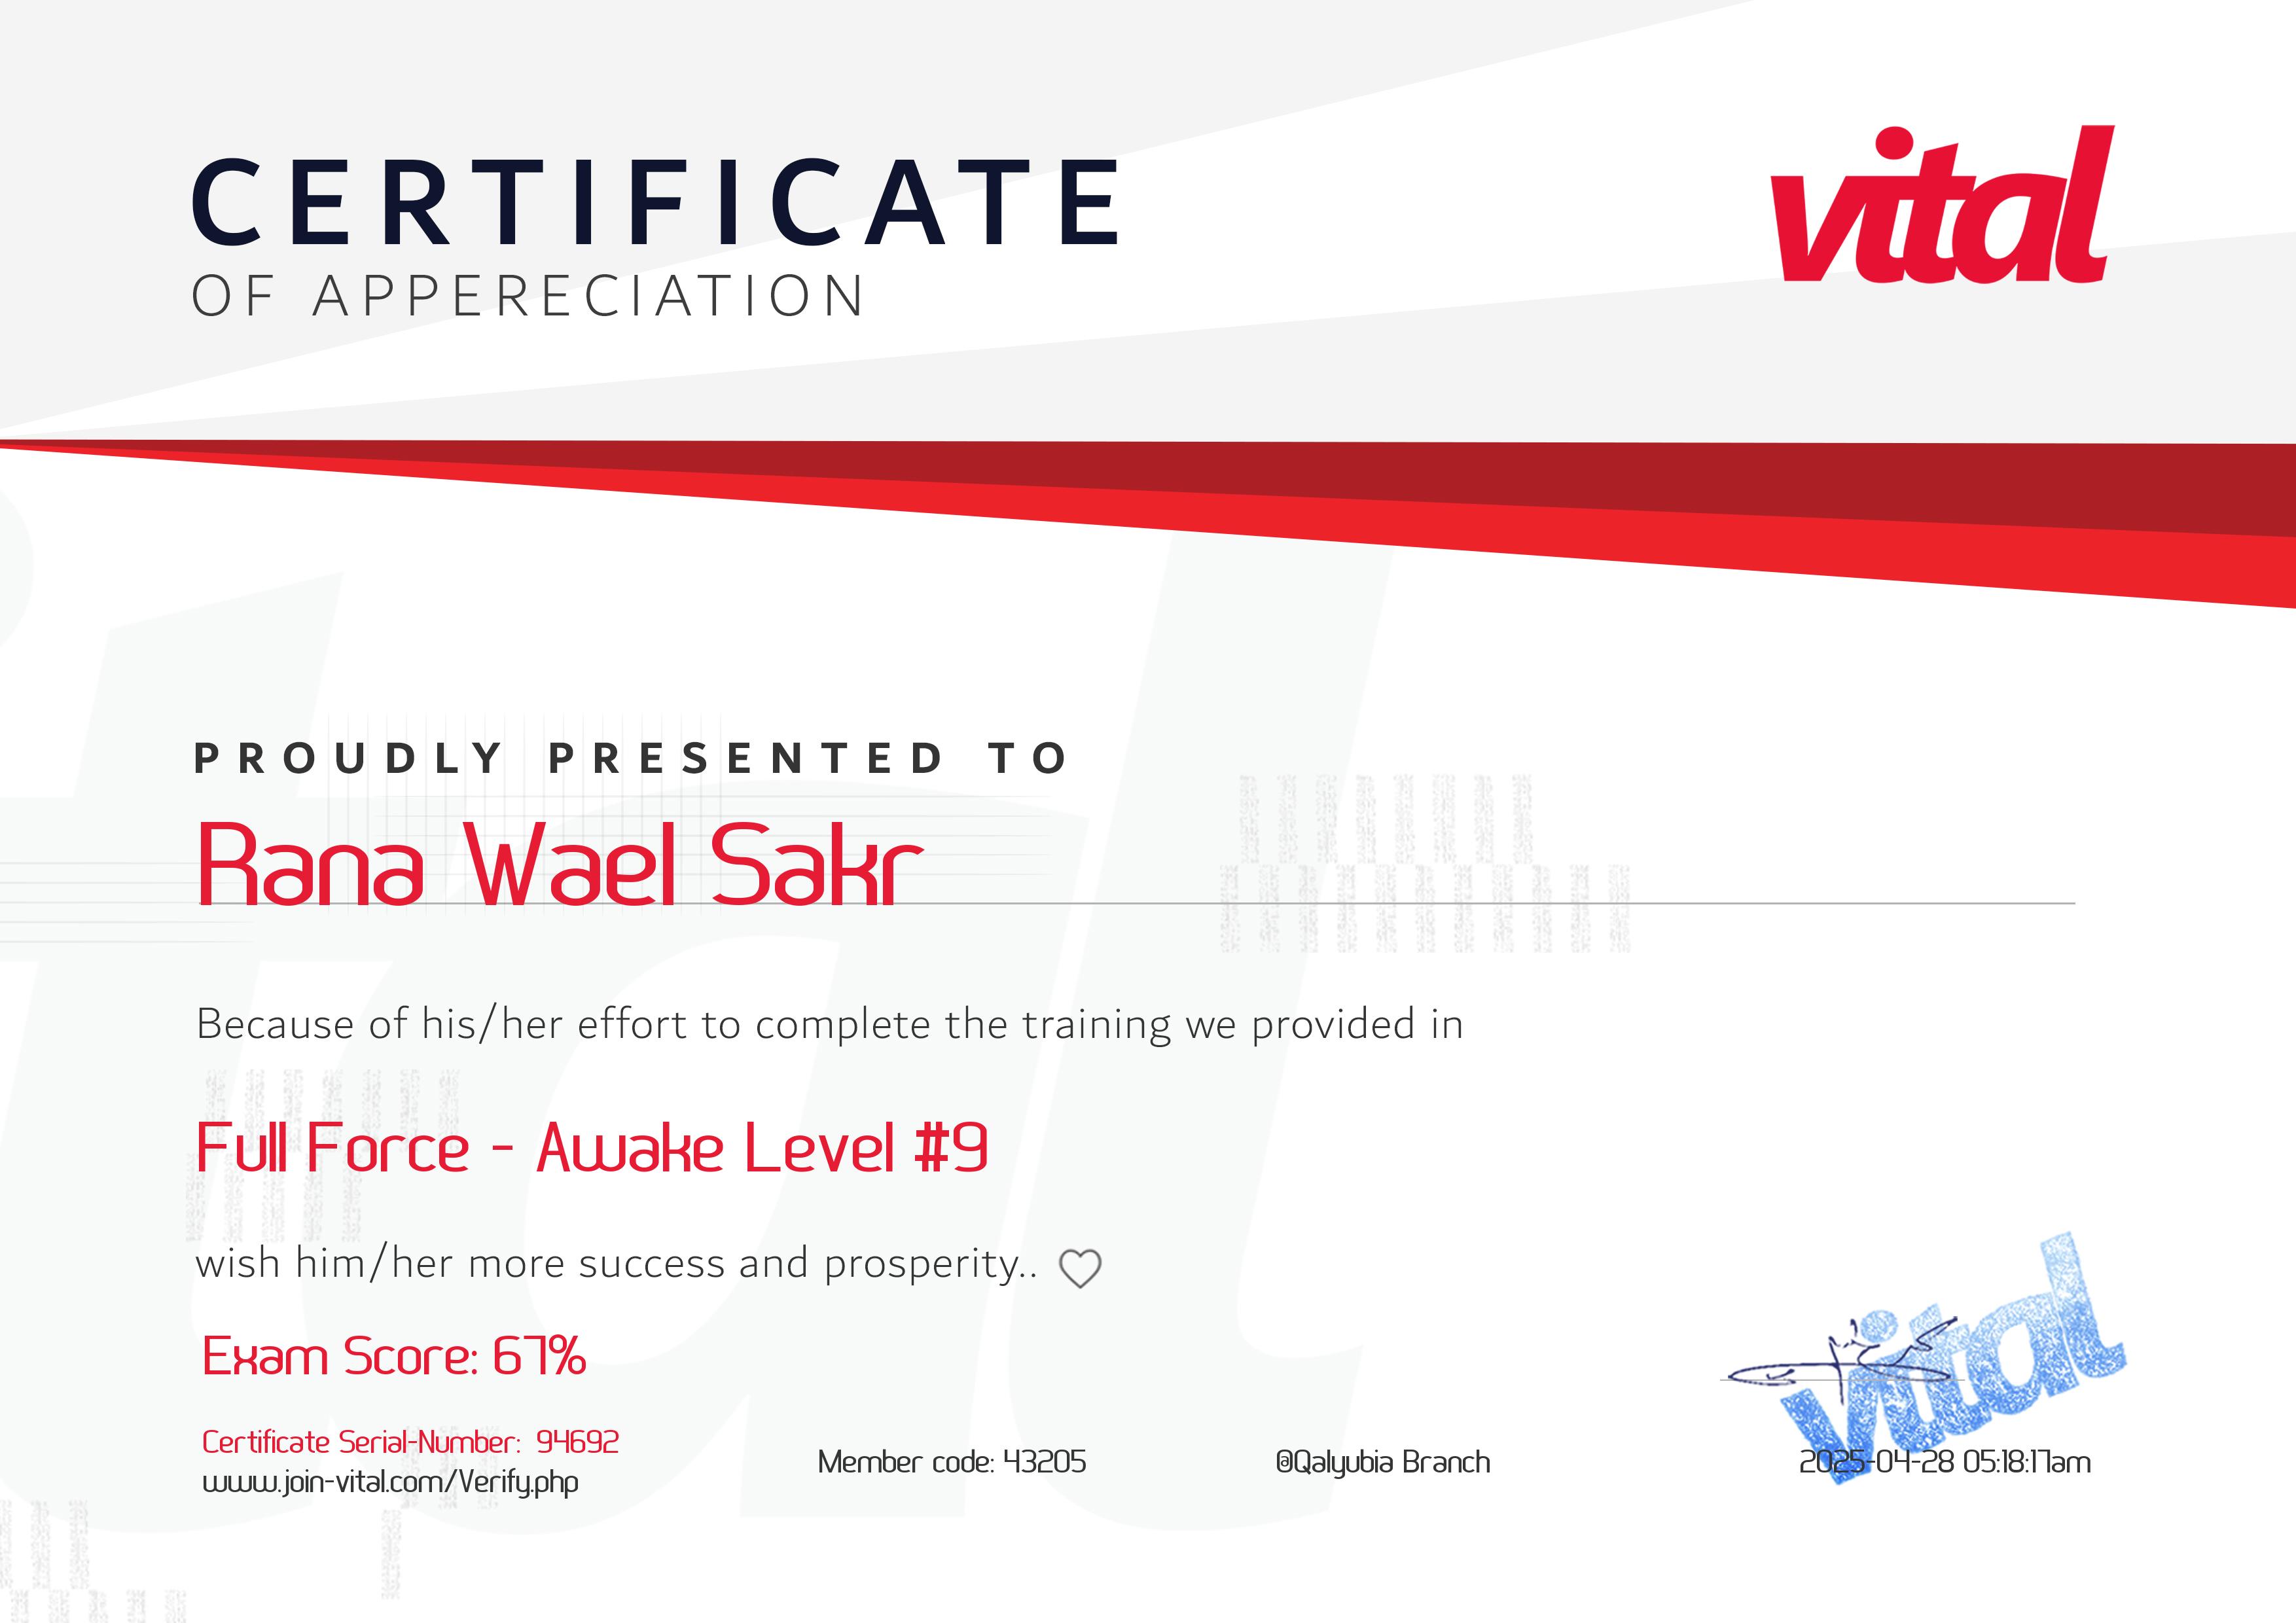 CERTIFICATE
OF APPERECIATION
vital
PROUDLY PRESENTED TO
Rana Wael Sakr
Because of his/her effort to complete the training we provided in
Full Force - Awake Level #9
wish him/her more success and prosperity..
Exam Score: 67%
vital
Certificate Serial-Number: 94692
www.join-vital.com/Verify.php
Member code: 43205
@Qalyubia Branch
2025-04-28 05:18:17am